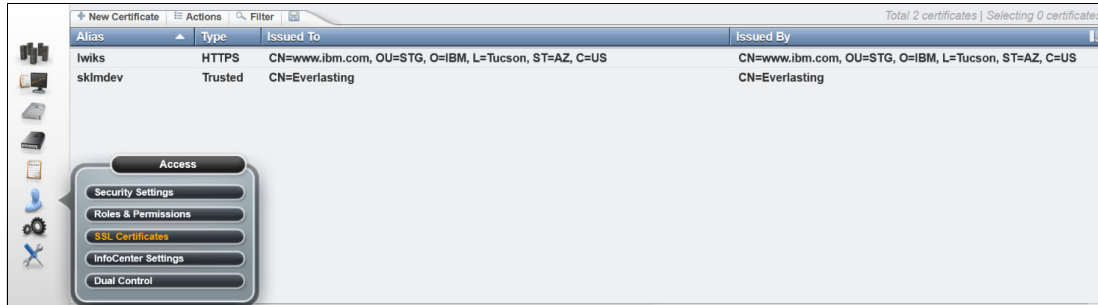 New Certificate Actions Filter Total 2 certificates | Selecting 0 certificates
Alias Type Issued To Issued By
lwiks HTTPS CN=www.ibm.com, OU=STG, O=IBM, L=Tucson, ST=AZ, C=US CN=www.ibm.com, OU=STG, O=IBM, L=Tucson, ST=AZ, C=US
sklmdev Trusted CN=Everlasting CN=Everlasting
Access
Security Settings
Roles & Permissions
SSL Certificates
InfoCenter Settings
Dual Control